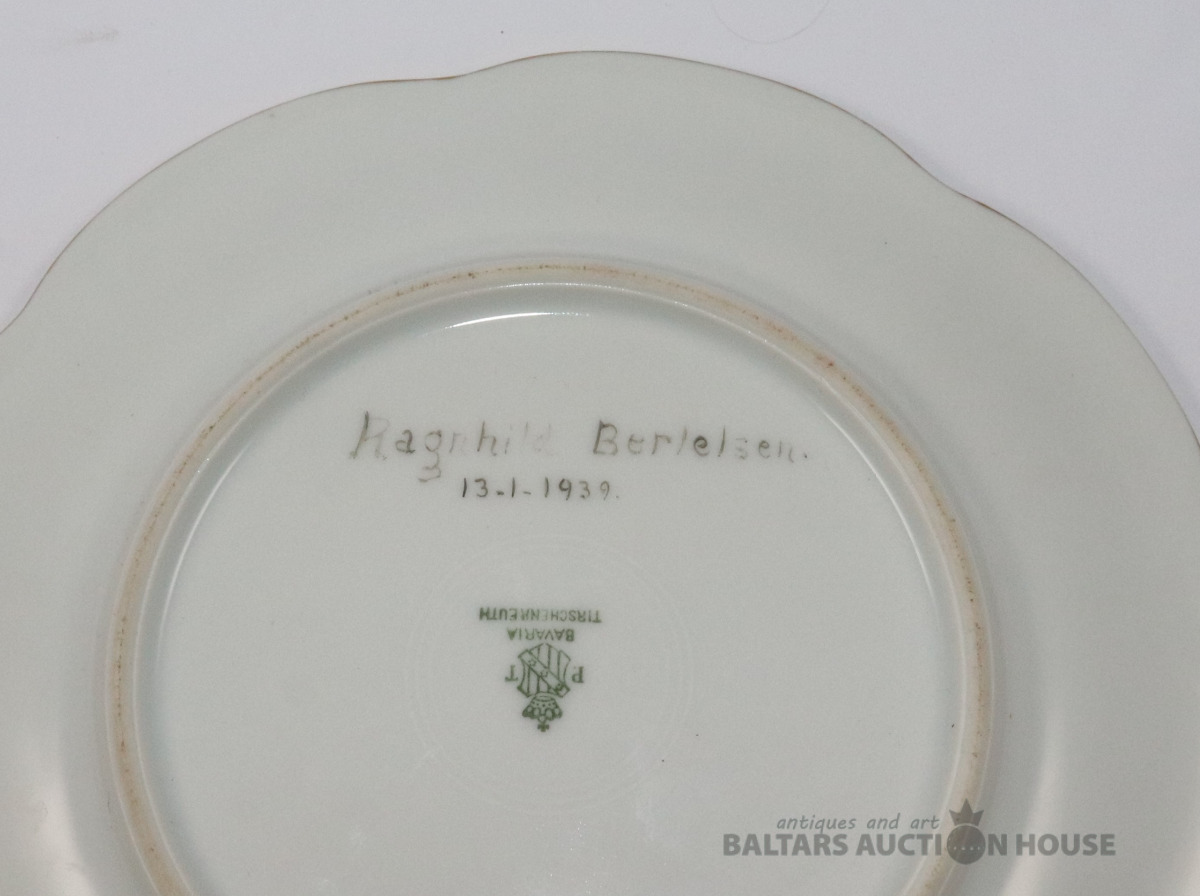 Ragnhild Bertelsen.
13-1-1939.
TIRSCHENREUTH
BAVARIA
P T
antiques and art
BALTARS AUCTION HOUSE